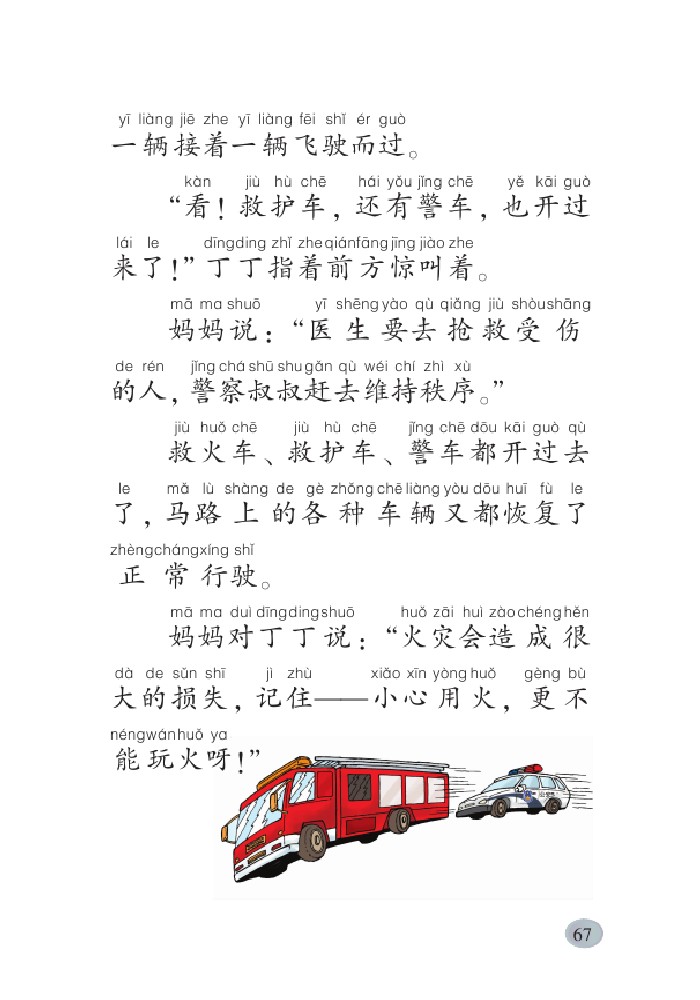 yī liàng jiē zhe yī liàng fēi shǐ ér guò
一辆接着一辆飞驶而过。
kàn jiù hù chē hái yǒu jǐng chē yě kāi guò
“看！救护车，还有警车，也开过
lái le dīngding zhǐ zhe qiánfāng jīng jiào zhe
来了！”丁丁指着前方惊叫着。
mā ma shuō yī shēng yào qù qiǎng jiù shòu shāng
妈妈说：“医生要去抢救受伤
de rén jǐng chá shū shu gǎn qù wéi chí zhì xù
的人，警察叔叔赶去维持秩序。”
jiù huǒ chē jiù hù chē jǐng chē dōu kāi guò qù
救火车、救护车、警车都开过去
le mǎ lù shàng de gè zhǒng chē liàng yòu dōu huī fù le
了，马路上的各种车辆又都恢复了
zhèngchángxíng shǐ
正常行驶。
mā ma duì dīngdingshuō huǒ zāi huì zàochénghěn
妈妈对丁丁说：“火灾会造成很
dà de sǔn shī jì zhù xiǎo xīn yòng huǒ gèng bù
大的损失，记住——小心用火，更不
néngwánhuǒ ya
能玩火呀！”
67